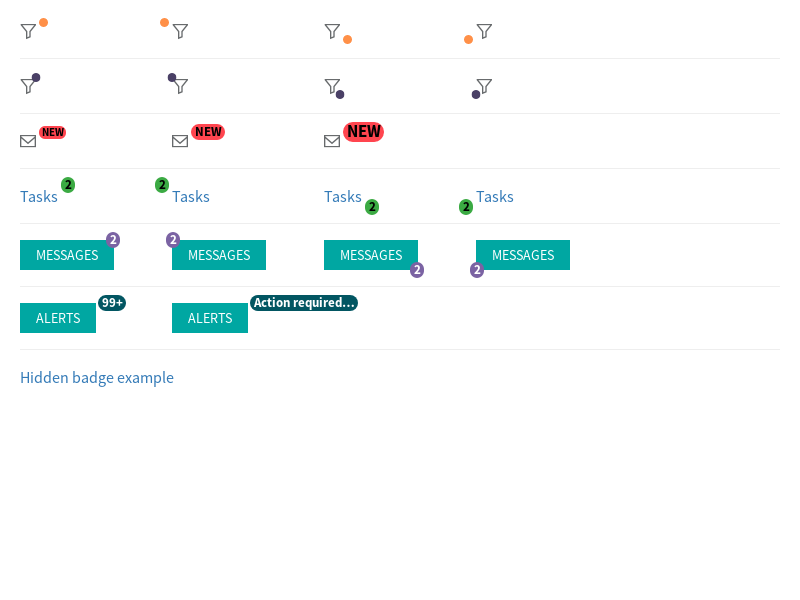 NEW NEW NEW
Tasks 2 2 Tasks Tasks 2 2 Tasks
MESSAGES 2 2 MESSAGES MESSAGES 2 2 MESSAGES
ALERTS 99+ ALERTS Action required...
Hidden badge example